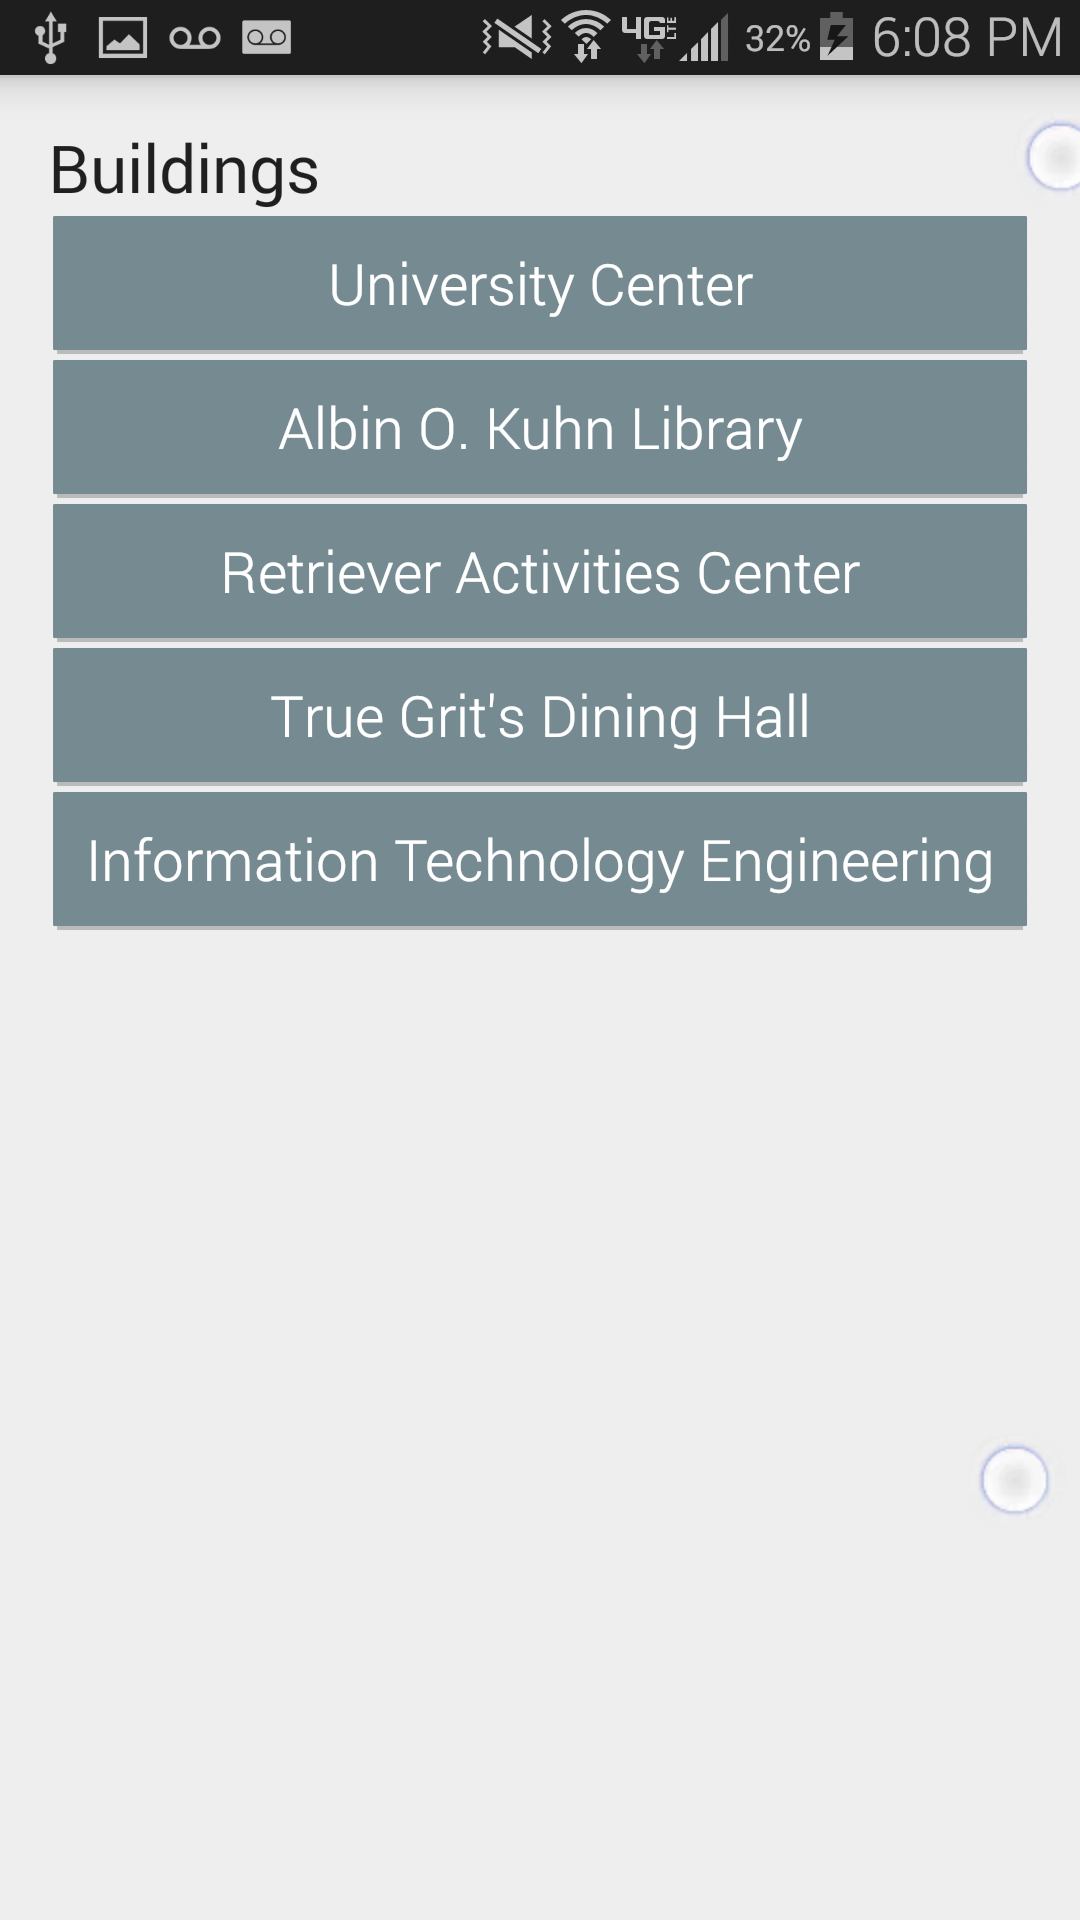 4G LTE 32% 6:08 PM
Buildings
University Center
Albin O. Kuhn Library
Retriever Activities Center
True Grit's Dining Hall
Information Technology Engineering